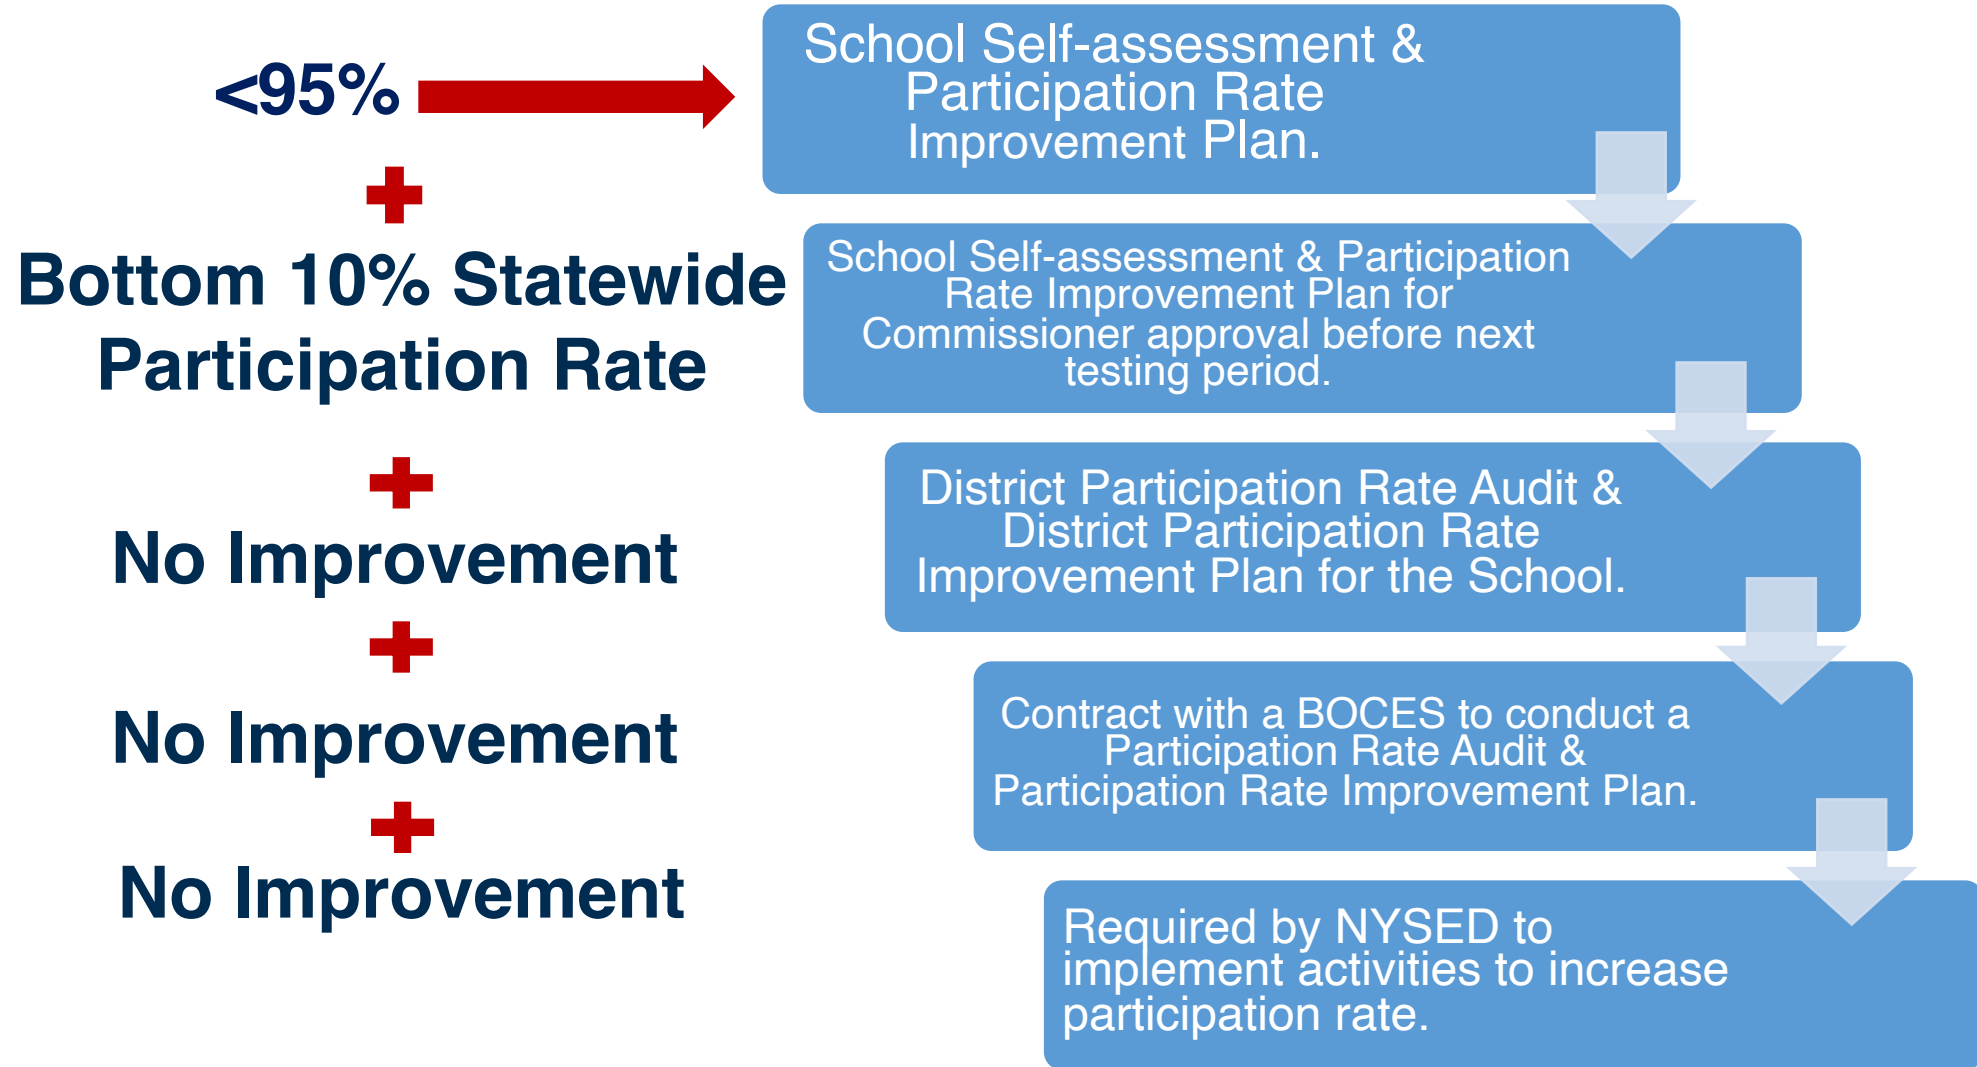 <95%
School Self-assessment &
Participation Rate
Improvement Plan.
Bottom 10% Statewide
Participation Rate
School Self-assessment & Participation
Rate Improvement Plan for
Commissioner approval before next
testing period.
No Improvement
District Participation Rate Audit &
District Participation Rate
Improvement Plan for the School.
No Improvement
Contract with a BOCES to conduct a
Participation Rate Audit &
Participation Rate Improvement Plan.
No Improvement
Required by NYSED to
implement activities to increase
participation rate.